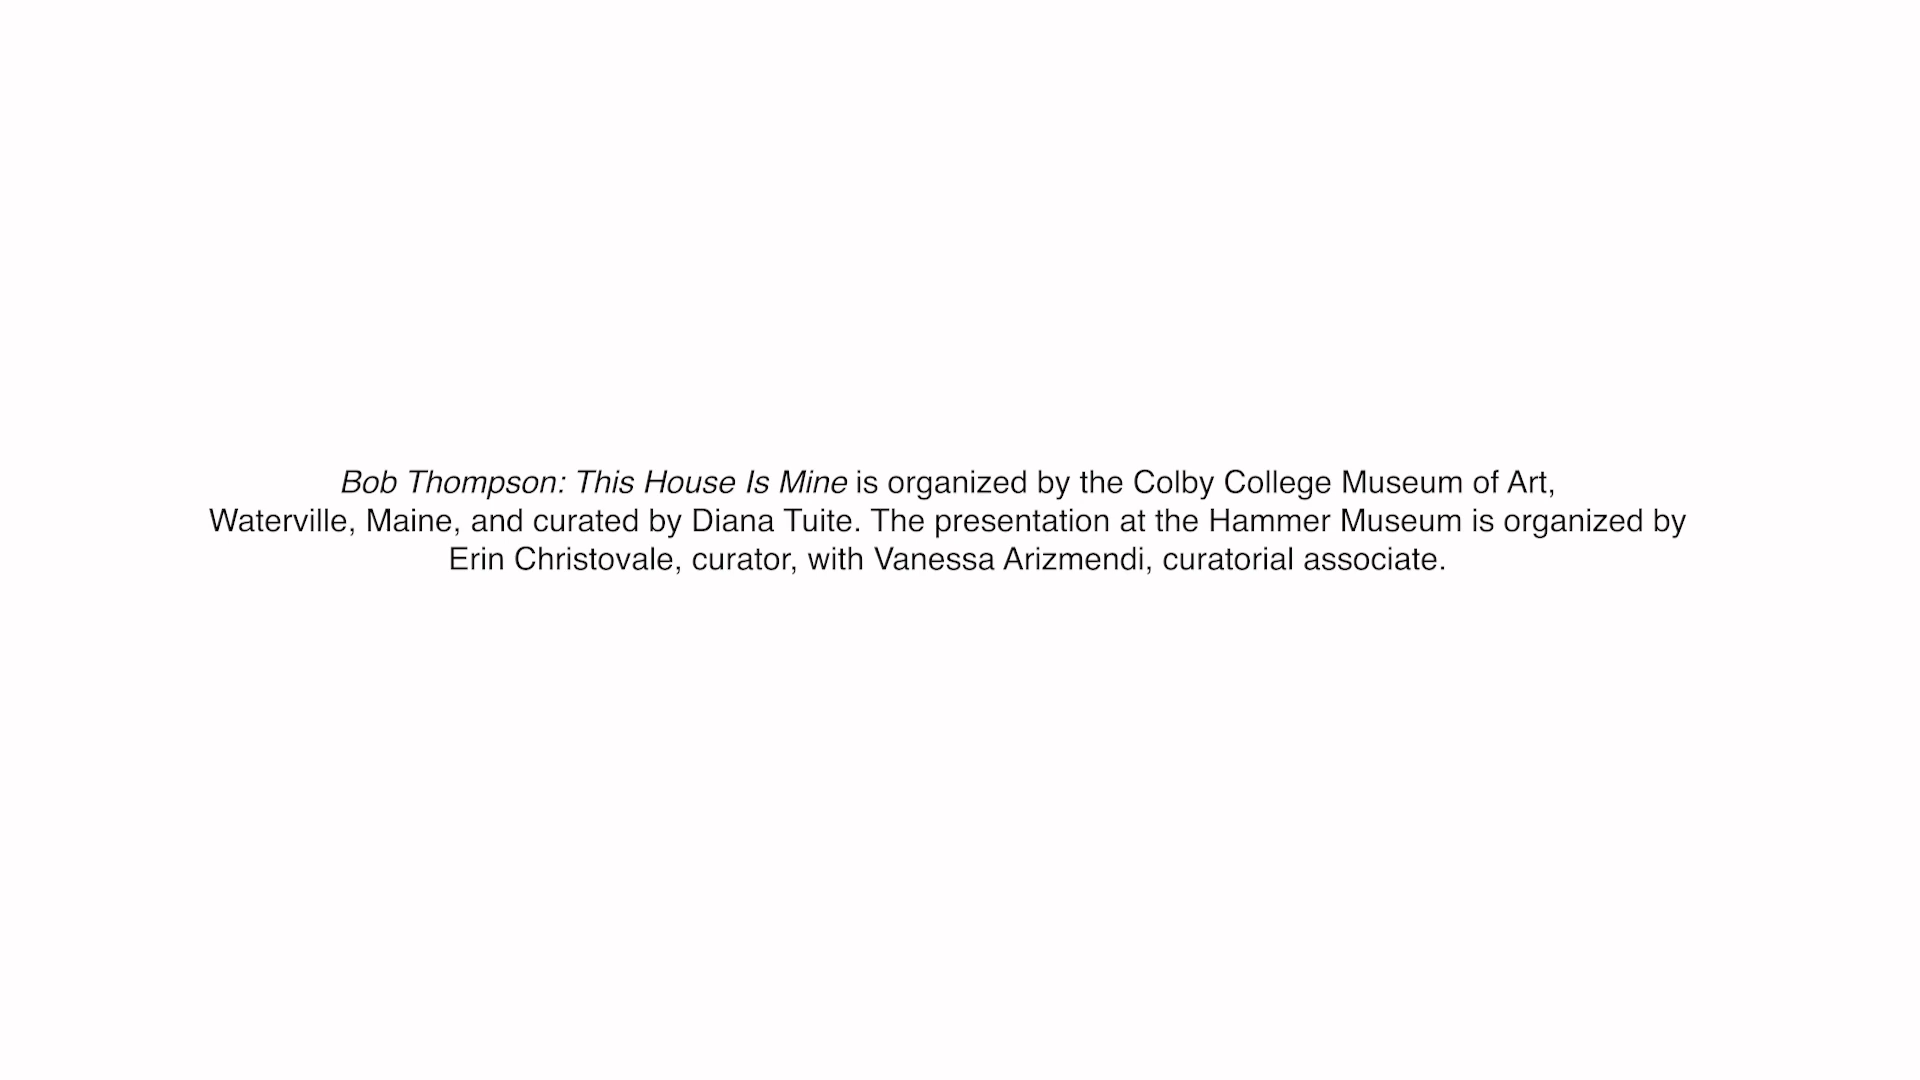 Bob Thompson: This House Is Mine is organized by the Colby College Museum of Art,
Waterville, Maine, and curated by Diana Tuite. The presentation at the Hammer Museum is organized by
Erin Christovale, curator, with Vanessa Arizmendi, curatorial associate.